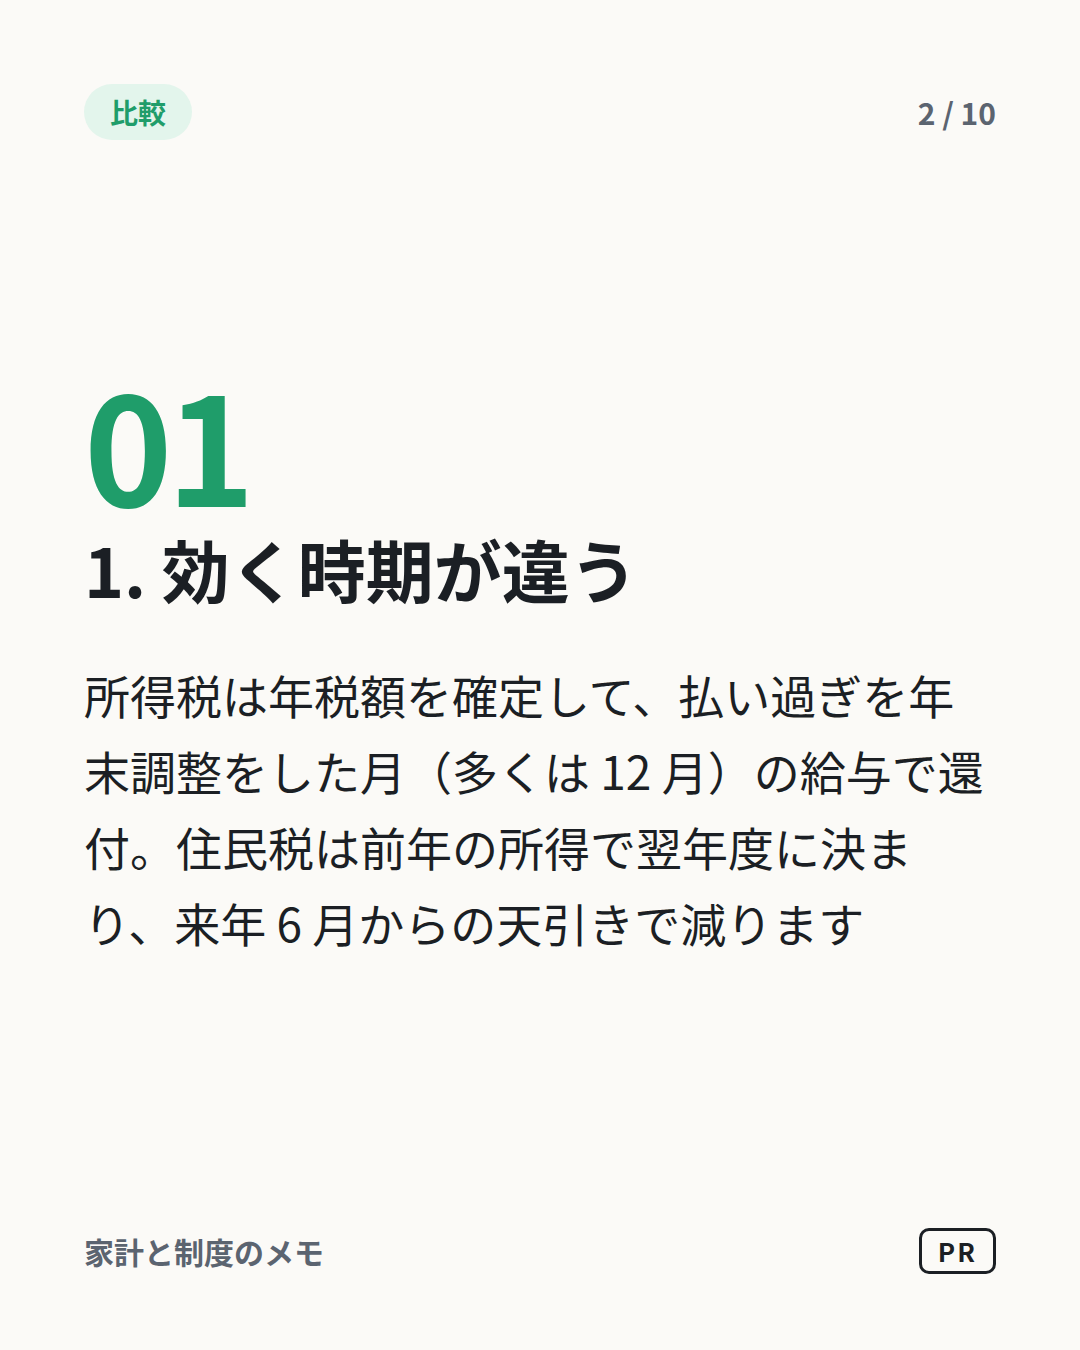 比較
2 / 10
01
1. 効く時期が違う
所得税は年税額を確定して、払い過ぎを年
末調整をした月（多くは 12 月）の給与で還
付。住民税は前年の所得で翌年度に決ま
り、来年 6 月からの天引きで減ります
家計と制度のメモ
PR